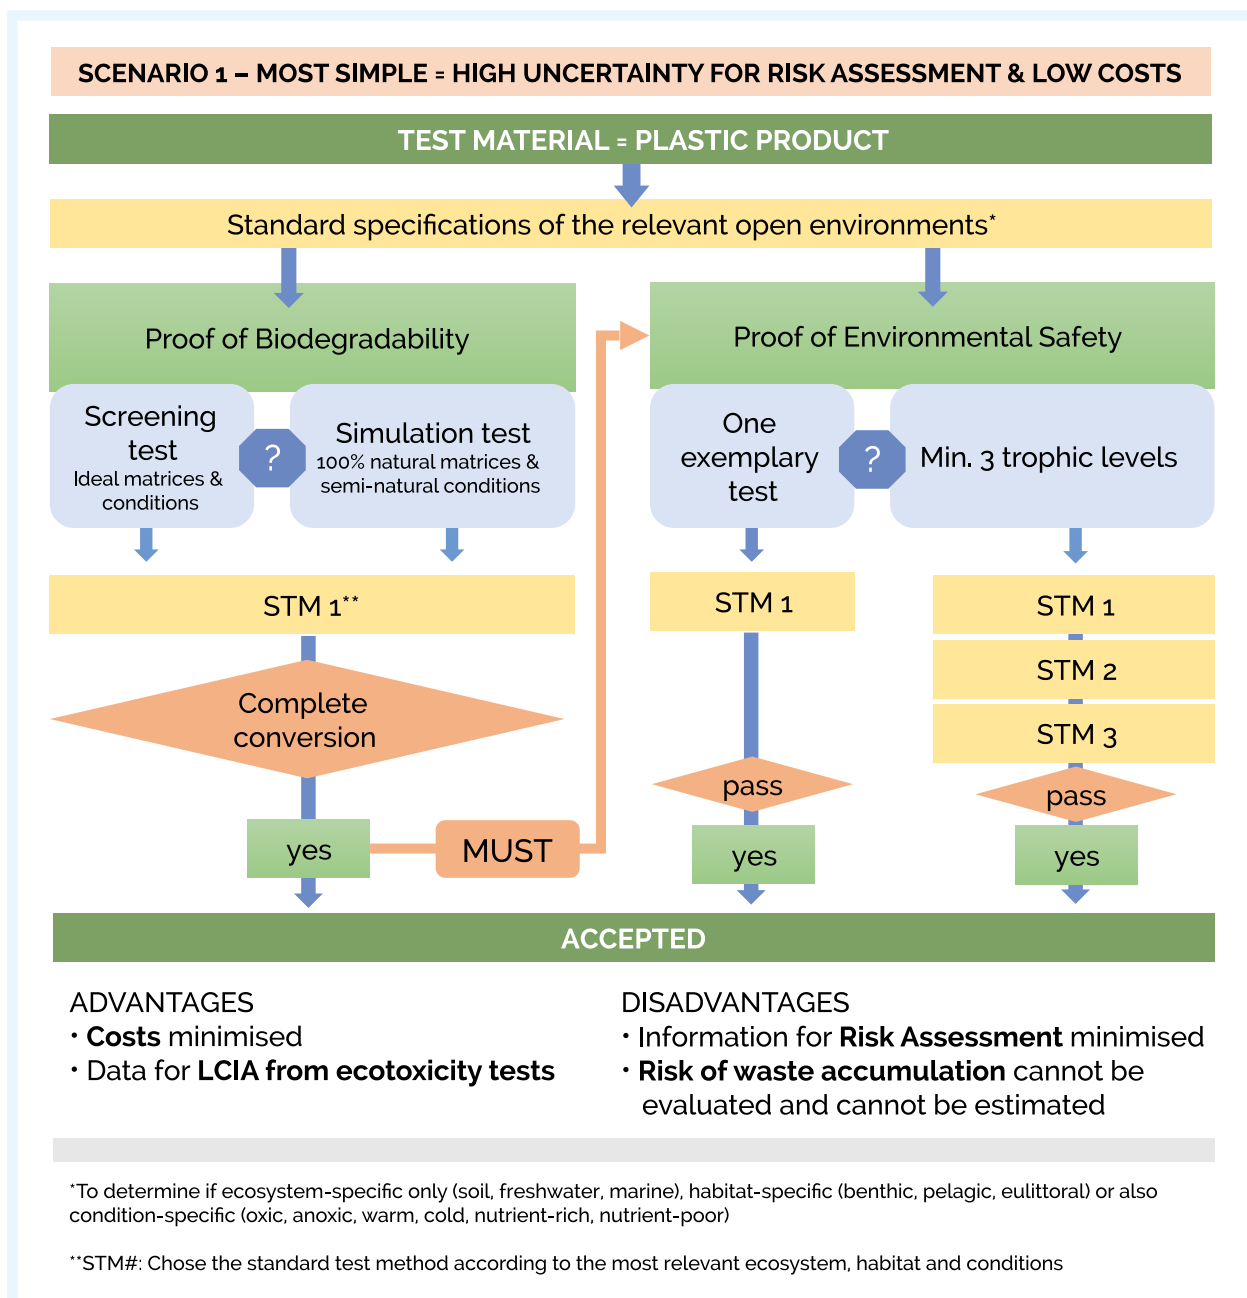 SCENARIO 1 – MOST SIMPLE = HIGH UNCERTAINTY FOR RISK ASSESSMENT & LOW COSTS
TEST MATERIAL = PLASTIC PRODUCT
Standard specifications of the relevant open environments*
Proof of Biodegradability
Screening
test
Ideal matrices &
conditions
?
Simulation test
100% natural matrices &
semi-natural conditions
STM 1**
Complete
conversion
yes
MUST
Proof of Environmental Safety
One
exemplary
test
?
Min. 3 trophic levels
STM 1
pass
yes
STM 1
STM 2
STM 3
pass
yes
ACCEPTED
ADVANTAGES
• Costs minimised
• Data for LCIA from ecotoxicity tests
DISADVANTAGES
• Information for Risk Assessment minimised
• Risk of waste accumulation cannot be
evaluated and cannot be estimated
*To determine if ecosystem-specific only (soil, freshwater, marine), habitat-specific (benthic, pelagic, eulittoral) or also
condition-specific (oxic, anoxic, warm, cold, nutrient-rich, nutrient-poor)
**STM#: Chose the standard test method according to the most relevant ecosystem, habitat and conditions